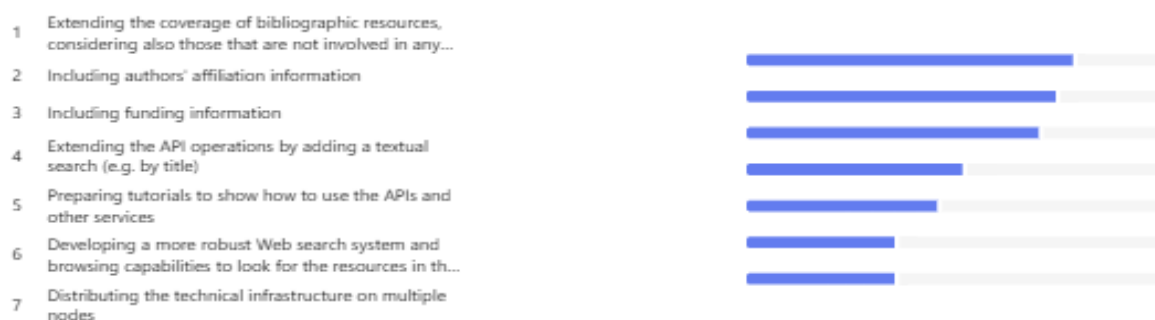 1
Extending the coverage of bibliographic resources,
considering also those that are not involved in any...
2 Including authors' affiliation information
3 Including funding information
4
Extending the API operations by adding a textual
search (e.g. by title)
5
Preparing tutorials to show how to use the APIs and
other services
6
Developing a more robust Web search system and
browsing capabilities to look for the resources in th...
7
Distributing the technical infrastructure on multiple
nodes